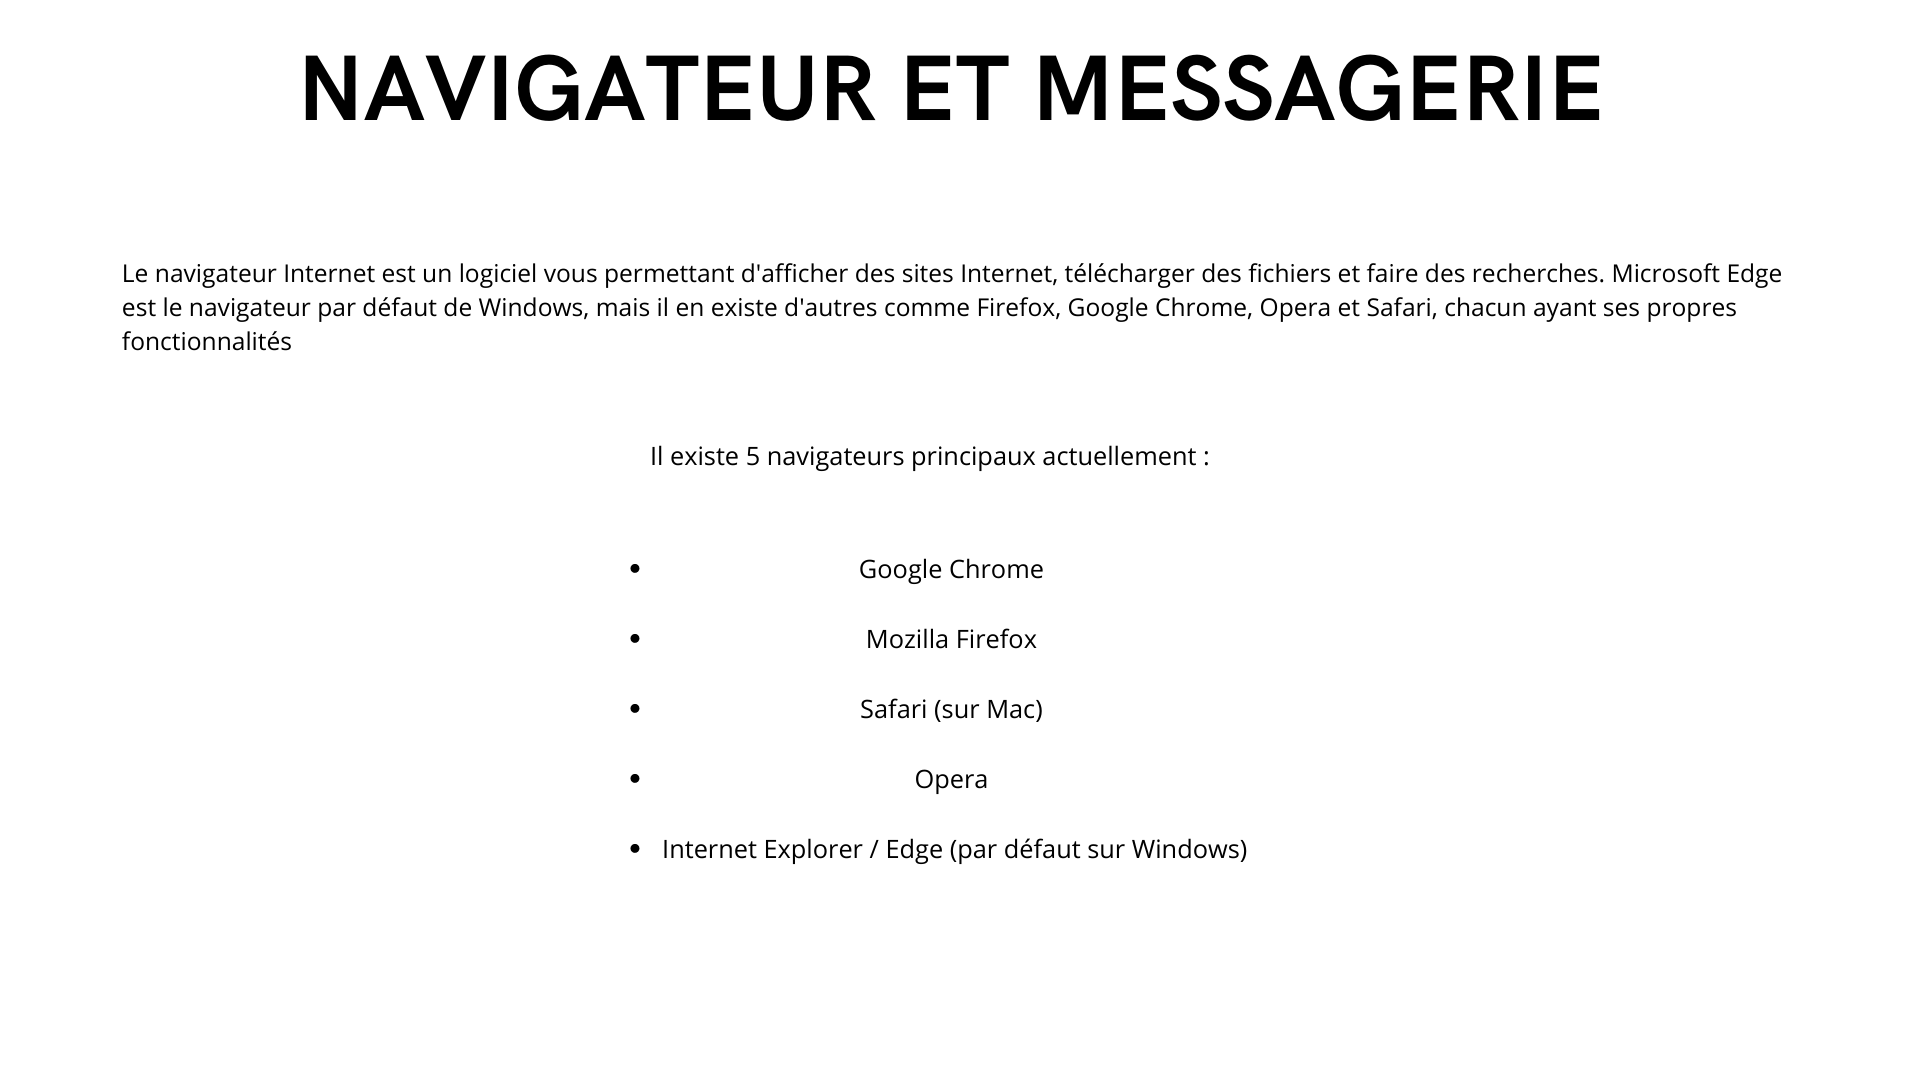 NAVIGATEUR ET MESSAGERIE
Le navigateur Internet est un logiciel vous permettant d'afficher des sites Internet, télécharger des fichiers et faire des recherches. Microsoft Edge
est le navigateur par défaut de Windows, mais il en existe d'autres comme Firefox, Google Chrome, Opera et Safari, chacun ayant ses propres
fonctionnalités
Il existe 5 navigateurs principaux actuellement :
• Google Chrome
• Mozilla Firefox
• Safari (sur Mac)
• Opera
• Internet Explorer / Edge (par défaut sur Windows)